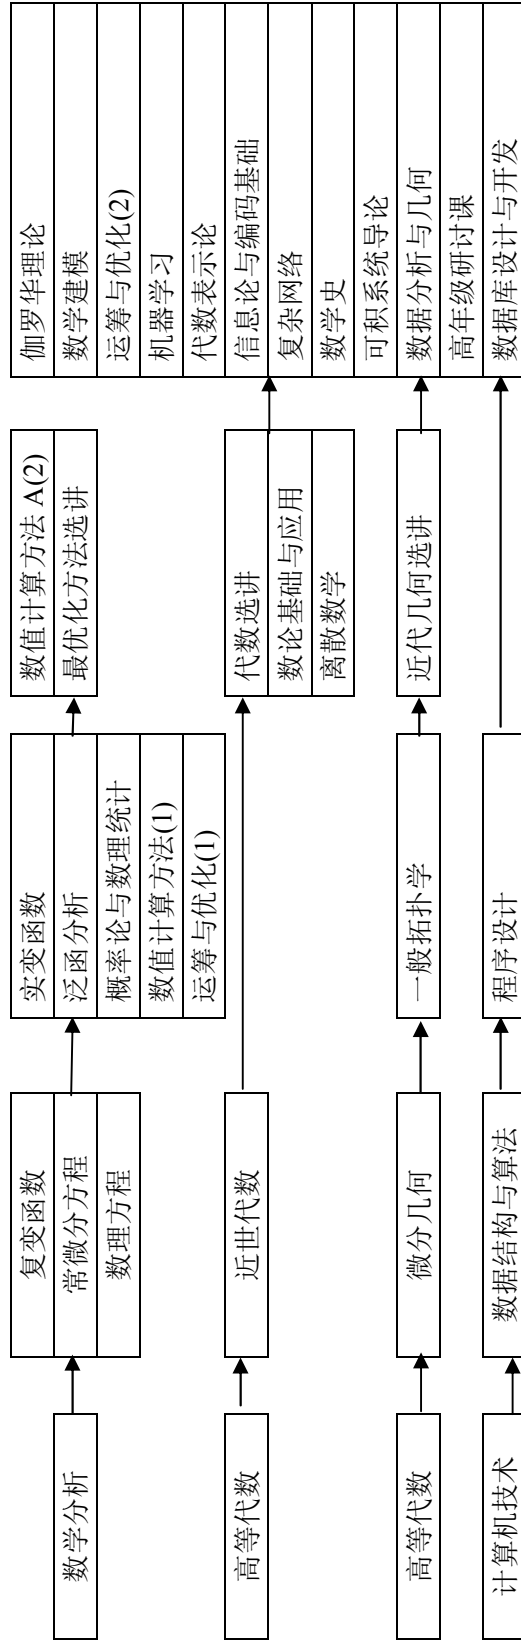 数学分析
高等代数
高等代数
计算机技术
复变函数
常微分方程
数理方程
近世代数
微分几何
数据结构与算法
实变函数
泛函分析
概率论与数理统计
数值计算方法(1)
运筹与优化(1)
一般拓扑学
程序设计
数值计算方法 A(2)
最优化方法选讲
代数选讲
数论基础与应用
离散数学
近代几何选讲
伽罗华理论
数学建模
运筹与优化(2)
机器学习
代数表示论
信息论与编码基础
复杂网络
数学史
可积系统导论
数据分析与几何
高年级研讨课
数据库设计与开发